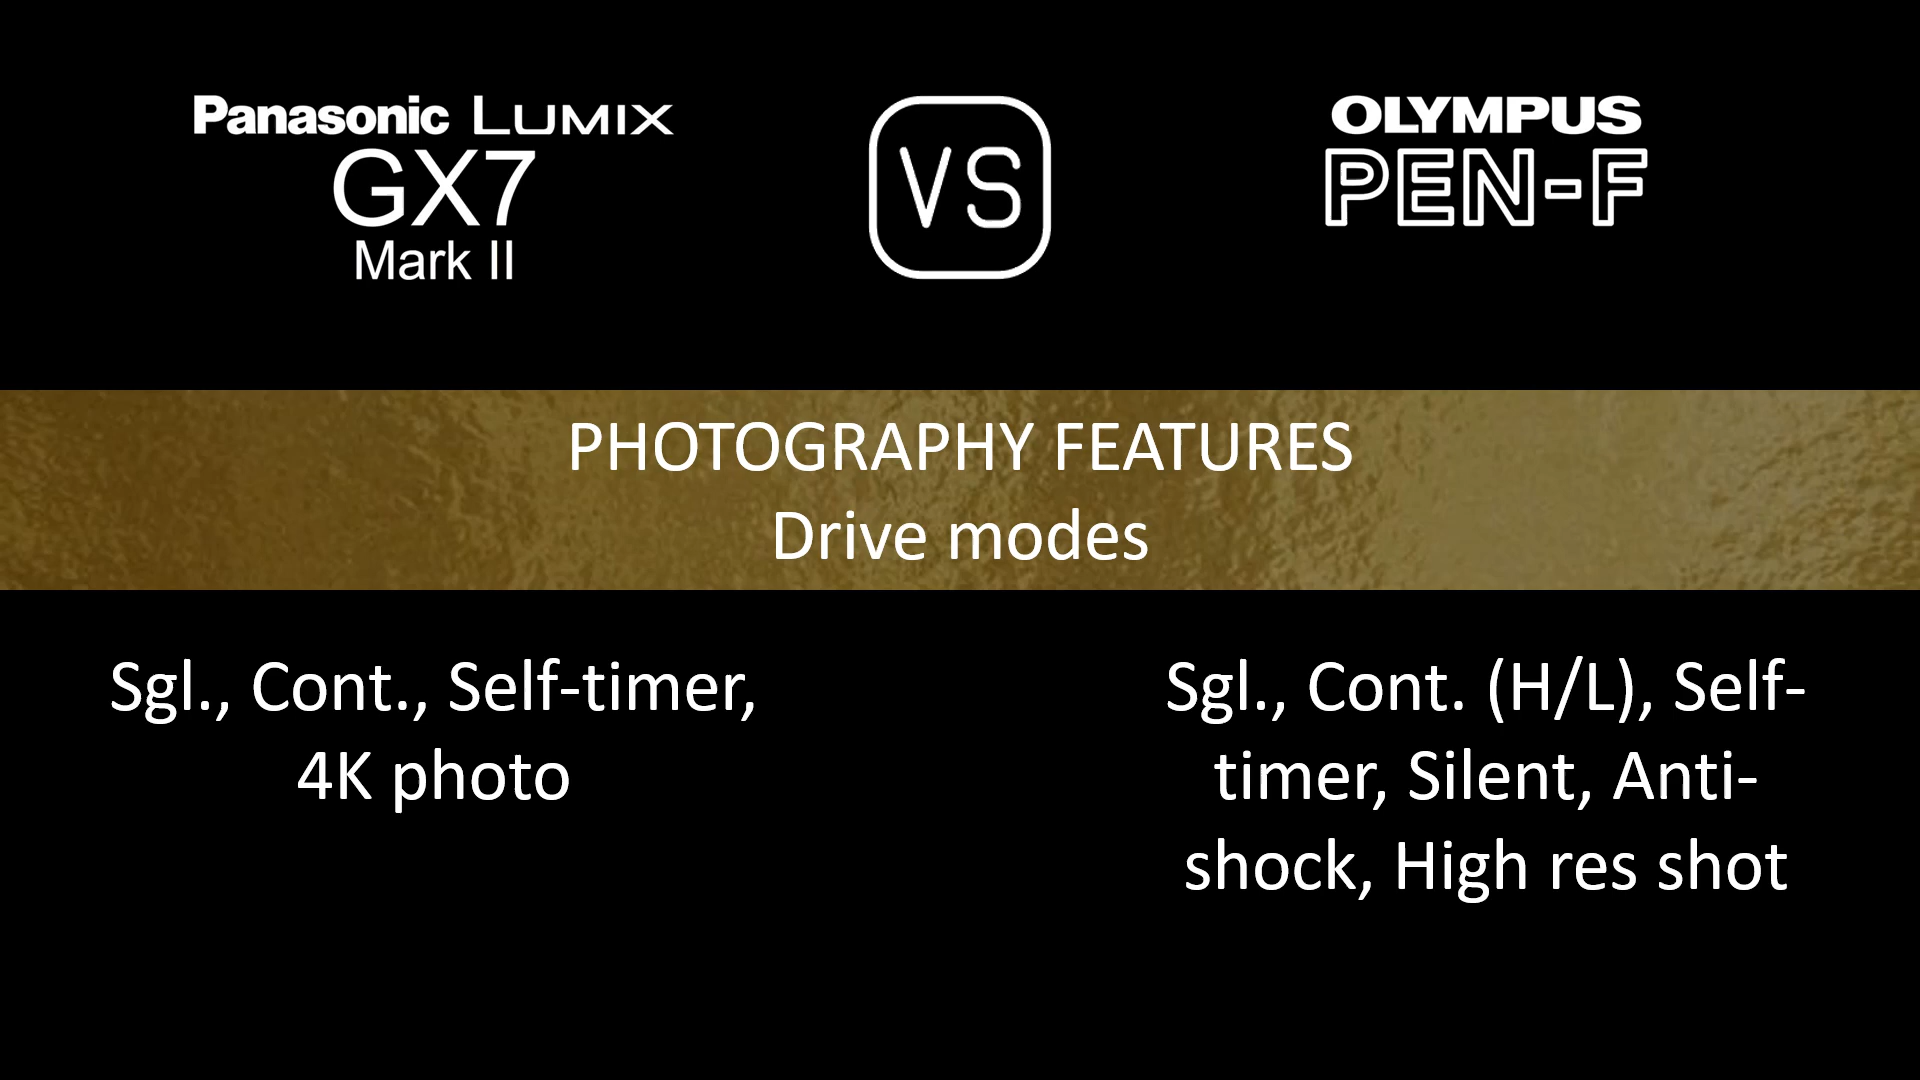 Panasonic LUMIX
GX7
Mark II
VS
OLYMPUS
PEN-F
PHOTOGRAPHY FEATURES
Drive modes
Sgl., Cont., Self-timer,
4K photo
Sgl., Cont. (H/L), Self-
timer, Silent, Anti-
shock, High res shot